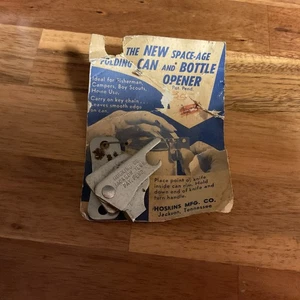 THE NEW SPACE-AGE
FOLDING CAN AND BOTTLE
OPENER
Pat. Pend.
Ideal for Fishermen,
Campers, Boy Scouts,
Home Use.
Carry on key chain.
Leaves smooth edge
on can.
Place point of knife
inside can rim. Hold
down end of knife and
turn handle.
HOSKINS MFG. CO.
Jackson, Tennessee